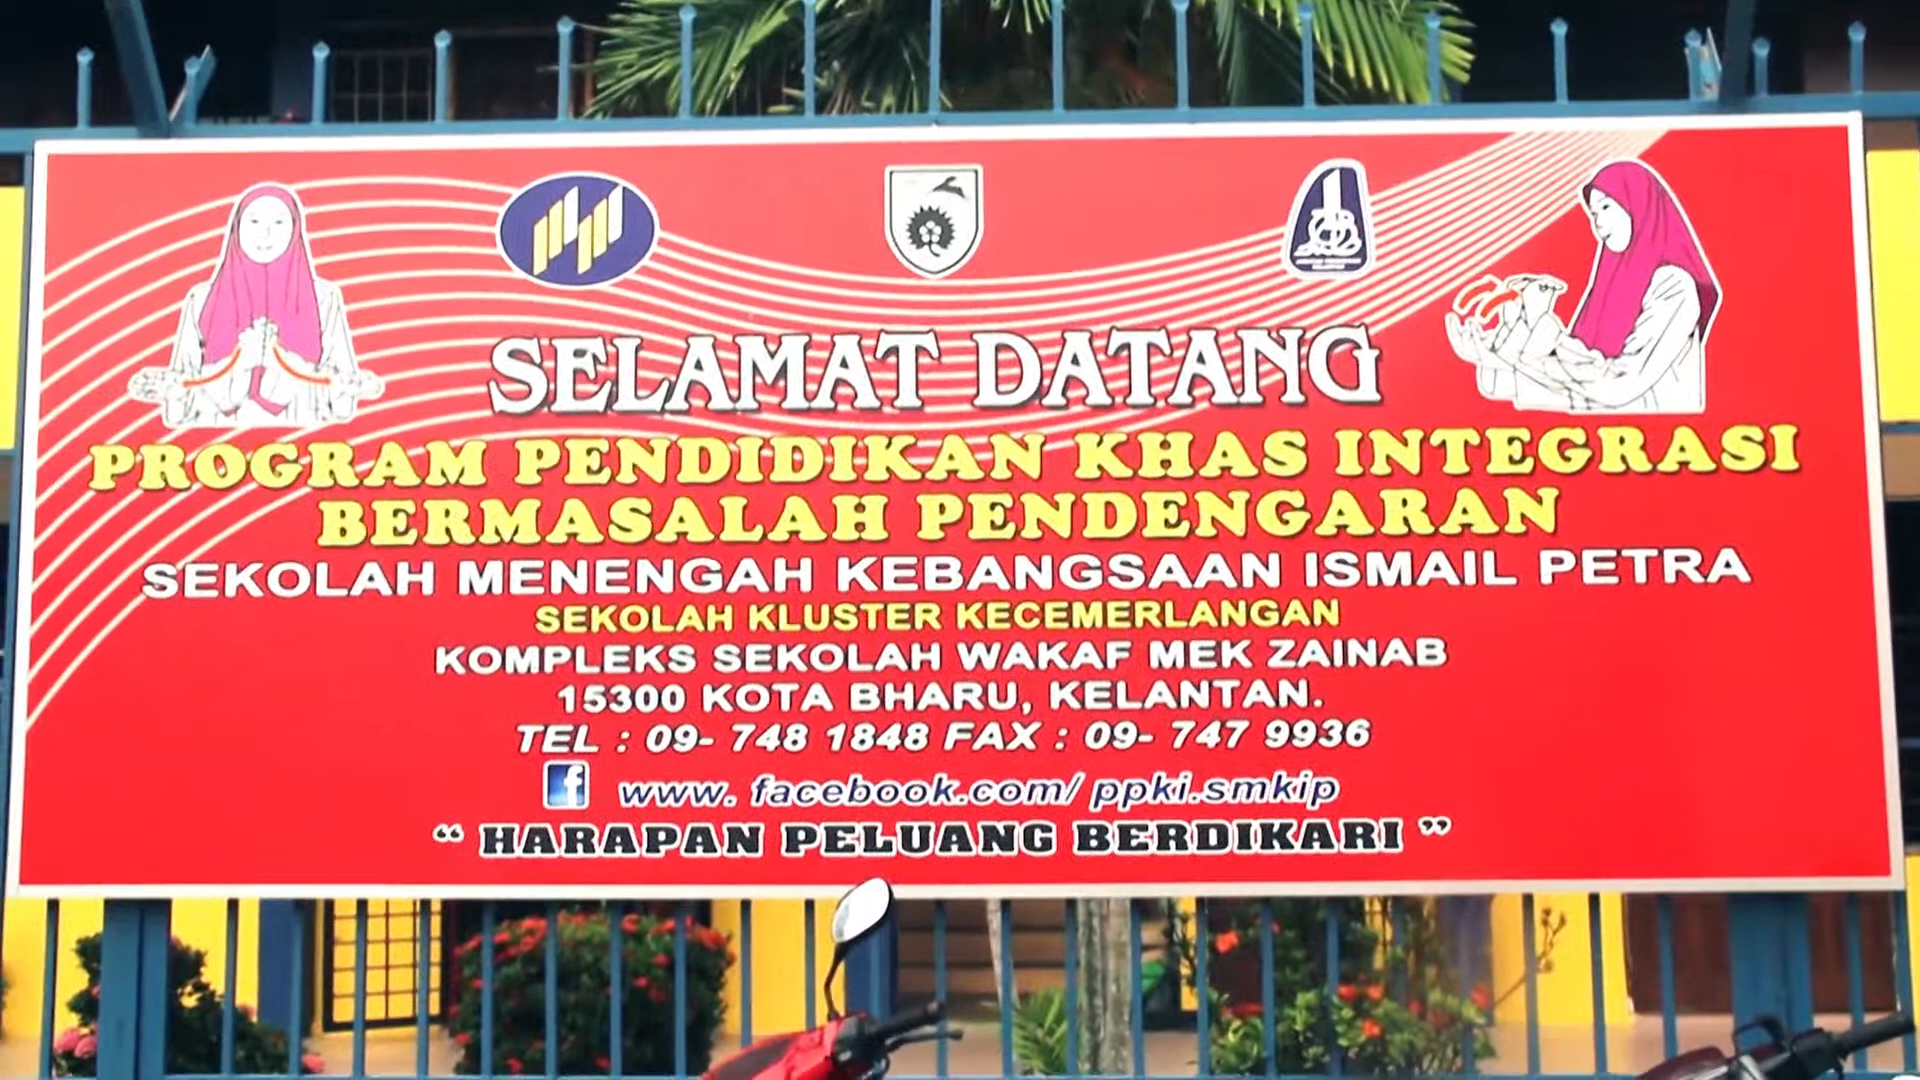 SELAMAT DATANG
PROGRAM PENDIDIKAN KHAS INTEGRASI
BERMASALAH PENDENGARAN
SEKOLAH MENENGAH KEBANGSAAN ISMAIL PETRA
SEKOLAH KLUSTER KECEMERLANGAN
KOMPLEKS SEKOLAH WAKAF MEK ZAINAB
15300 KOTA BHARU, KELANTAN.
TEL : 09- 748 1848 FAX : 09- 747 9936
f www. facebook.com/ ppki.smkip
“ HARAPAN PELUANG BERDIKARI ”